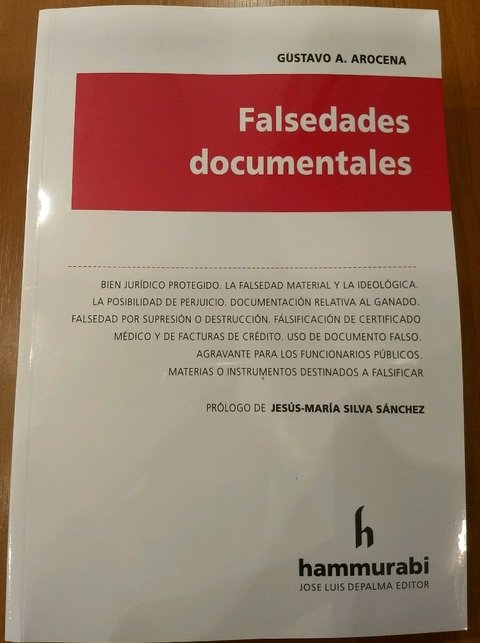 GUSTAVO A. AROCENA
Falsedades
documentales
BIEN JURÍDICO PROTEGIDO. LA FALSEDAD MATERIAL Y LA IDEOLÓGICA.
LA POSIBILIDAD DE PERJUICIO. DOCUMENTACIÓN RELATIVA AL GANADO.
FALSEDAD POR SUPRESIÓN O DESTRUCCIÓN. FALSIFICACIÓN DE CERTIFICADO
MÉDICO Y DE FACTURAS DE CRÉDITO. USO DE DOCUMENTO FALSO.
AGRAVANTE PARA LOS FUNCIONARIOS PÚBLICOS.
MATERIAS O INSTRUMENTOS DESTINADOS A FALSIFICAR
PRÓLOGO DE JESÚS-MARÍA SILVA SÁNCHEZ
h
hammurabi
JOSE LUIS DEPALMA EDITOR